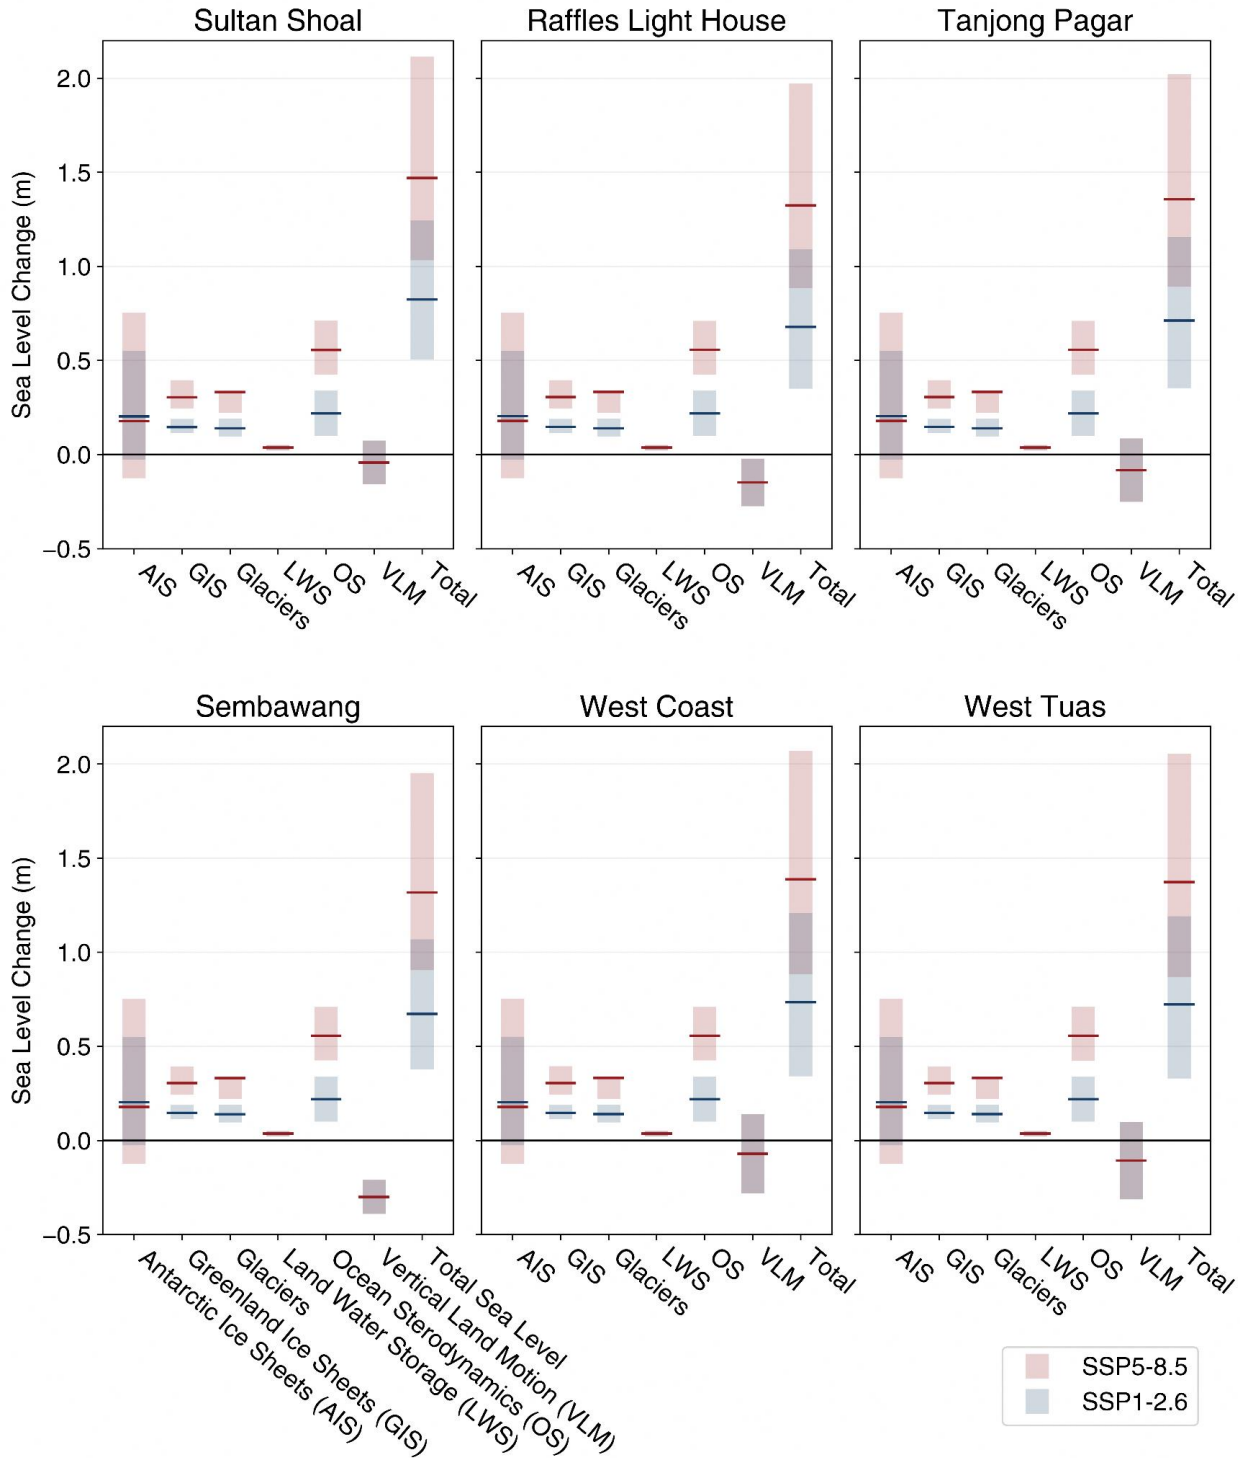 Sultan Shoal
Raffles Light House
Tanjong Pagar
Sea Level Change (m)
2.0
1.5
1.0
0.5
0.0
−0.5
AIS
GIS
Glaciers
LWS
OS
VLM
Total
AIS
GIS
Glaciers
LWS
OS
VLM
Total
AIS
GIS
Glaciers
LWS
OS
VLM
Total
Sembawang
West Coast
West Tuas
Sea Level Change (m)
2.0
1.5
1.0
0.5
0.0
−0.5
Antarctic Ice Sheets (AIS)
Greenland Ice Sheets (GIS)
Glaciers
Land Water Storage (LWS)
Ocean Sterodynamics (OS)
Vertical Land Motion (VLM)
Total Sea Level
AIS
GIS
Glaciers
LWS
OS
VLM
Total
AIS
GIS
Glaciers
LWS
OS
VLM
Total
SSP5-8.5
SSP1-2.6